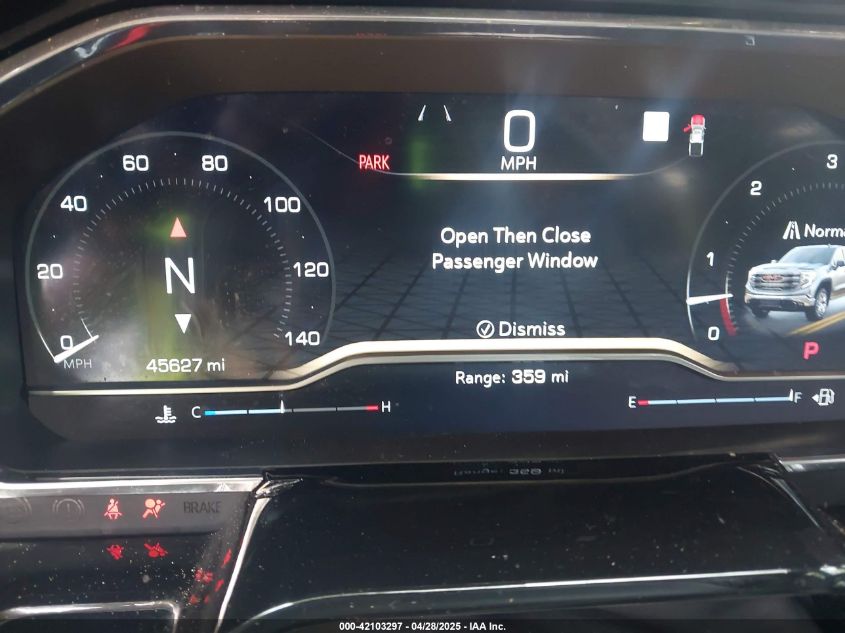 0
MPH
PARK
60
80
40
100
20
120
0
140
MPH
N
45627 mi
Open Then Close
Passenger Window
Dismiss
Range: 359 mi
C
H
E
F
3
2
1
0
Norma
P
BRAKE
000-42103297 - 04/28/2025 - IAA Inc.